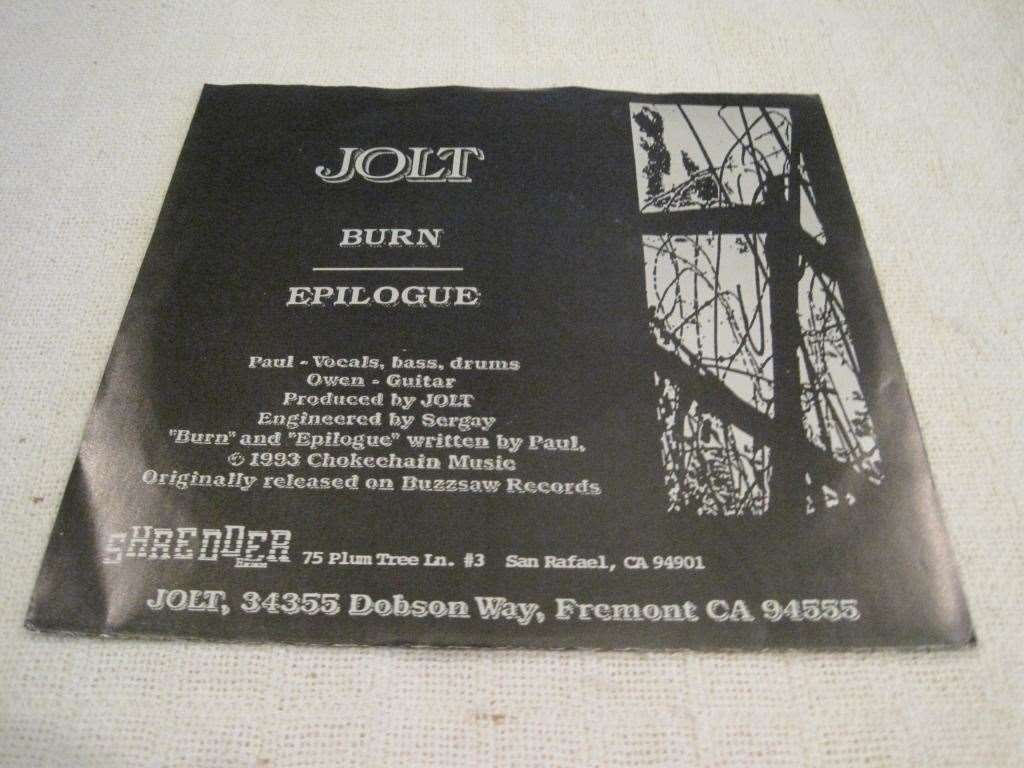 JOLT
BURN
EPILOGUE
Paul - Vocals, bass, drums
Owen - Guitar
Produced by JOLT
Engineered by Sergay
"Burn" and "Epilogue" written by Paul.
© 1993 Chokechain Music
Originally released on Buzzsaw Records
SHREDDER
RECORDS
75 Plum Tree Ln. #3 San Rafael, CA 94901
JOLT, 34355 Dobson Way, Fremont CA 94555